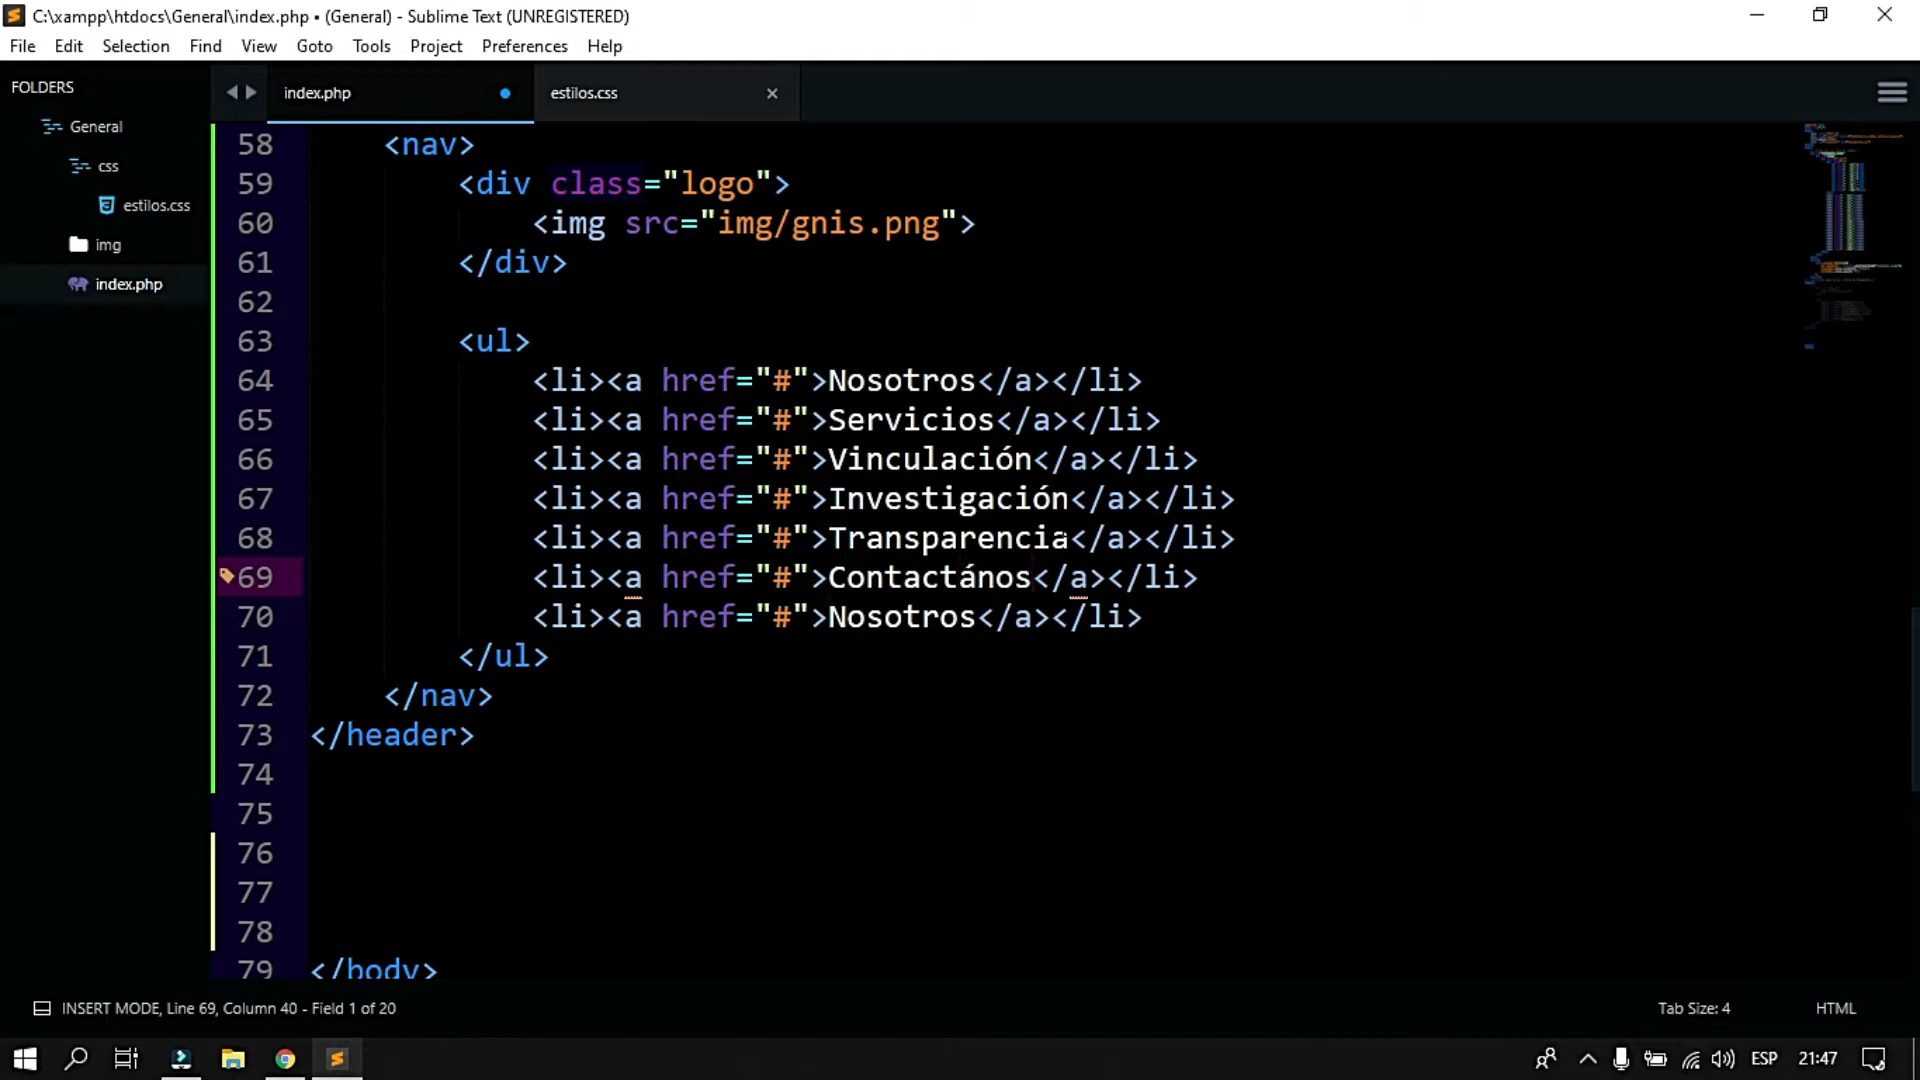 C:\xampp\htdocs\General\index.php • (General) - Sublime Text (UNREGISTERED)
File Edit Selection Find View Goto Tools Project Preferences Help
FOLDERS
General
css
estilos.css
img
index.php
index.php
estilos.css
58 <nav>
59 <div class="logo">
60 <img src="img/gnis.png">
61 </div>
62
63 <ul>
64 <li><a href="#">Nosotros</a></li>
65 <li><a href="#">Servicios</a></li>
66 <li><a href="#">Vinculación</a></li>
67 <li><a href="#">Investigación</a></li>
68 <li><a href="#">Transparencia</a></li>
69 <li><a href="#">Contactános</a></li>
70 <li><a href="#">Nosotros</a></li>
71 </ul>
72 </nav>
73 </header>
74
75
76
77
78
79 </body>
INSERT MODE, Line 69, Column 40 - Field 1 of 20
Tab Size: 4
HTML
ESP
21:47